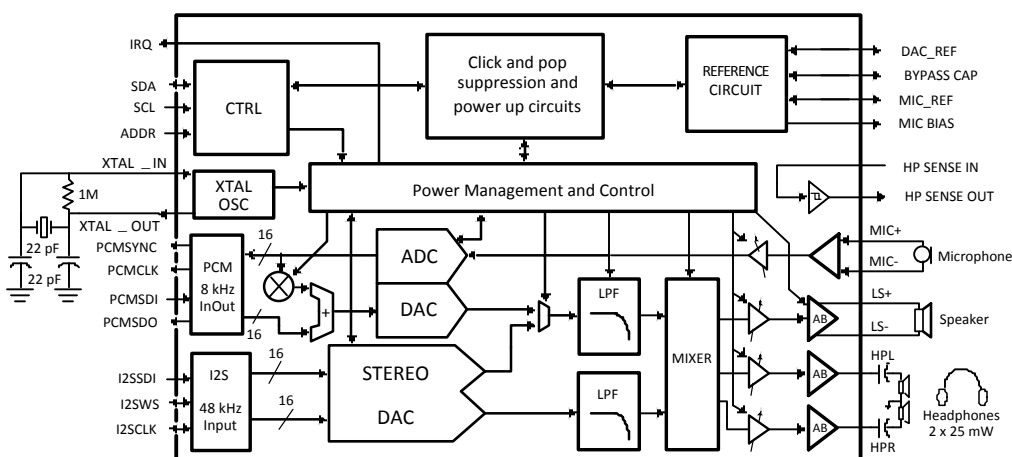 IRQ
SDA
SCL
ADDR
CTRL
Click and pop
suppression and
power up circuits
REFERENCE
CIRCUIT
DAC_REF
BYPASS CAP
MIC_REF
MIC BIAS
XTAL _IN
1M
XTAL _ OUT
22 pF
22 pF
XTAL
OSC
Power Management and Control
HP SENSE IN
HP SENSE OUT
PCMSYNC
PCMCLK
PCMSDI
PCMSDO
PCM
8 kHz
InOut
16
16
+
ADC
DAC
LPF
MIC+
MIC-
Microphone
LS+
LS-
AB
Speaker
I2SSDI
I2SWS
I2SCLK
I2S
48 kHz
Input
16
16
STEREO
DAC
LPF
MIXER
AB
AB
HPL
HPR
Headphones
2 x 25 mW